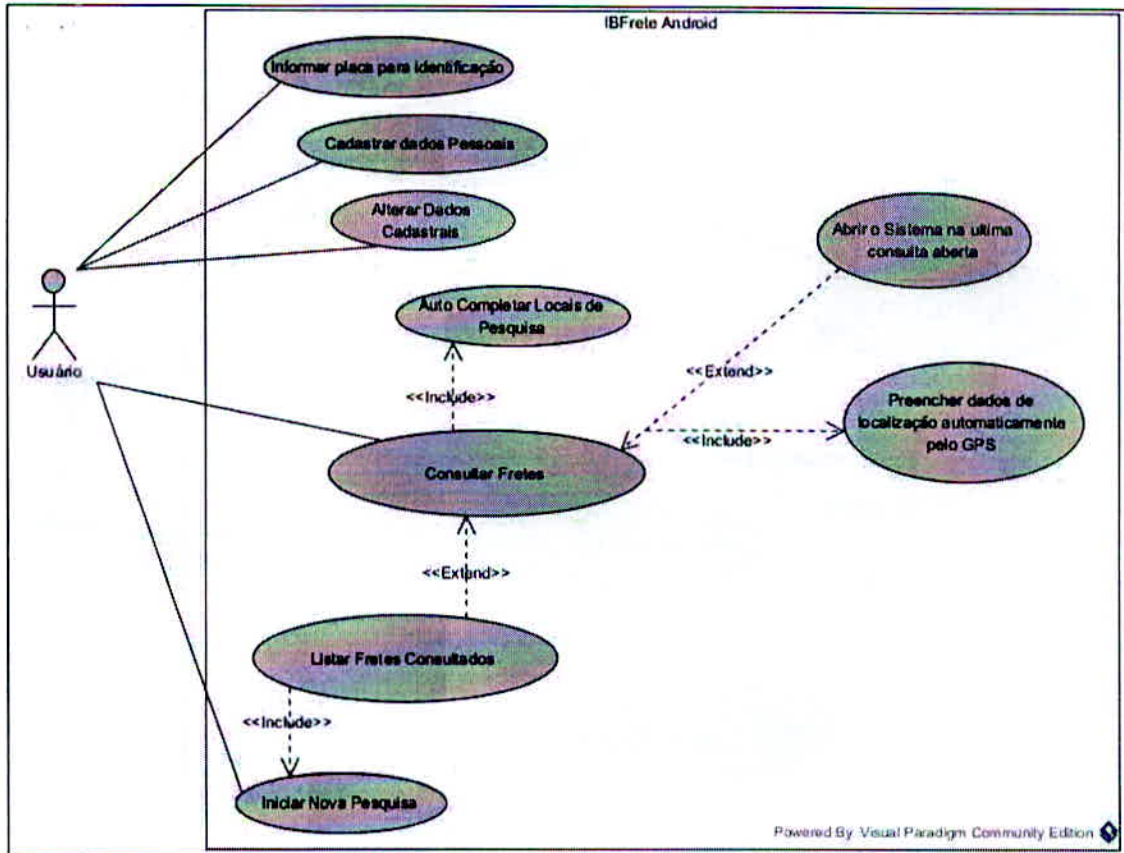 IBFrete Android
Informar placa para identificação
Cadastrar dados Pessoais
Alterar Dados
Cadastrais
Abrir o Sistema na ultima
consulta aberta
Auto Completar Locais de
Pesquisa
Usuário
<<Extend>>
<<Include>>
Preencher dados de
localização automaticamente
pelo GPS
<<Include>>
Consultar Fretes
<<Extend>>
Listar Fretes Consultados
<<Include>>
Iniciar Nova Pesquisa
Powered By Visual Paradigm Community Edition